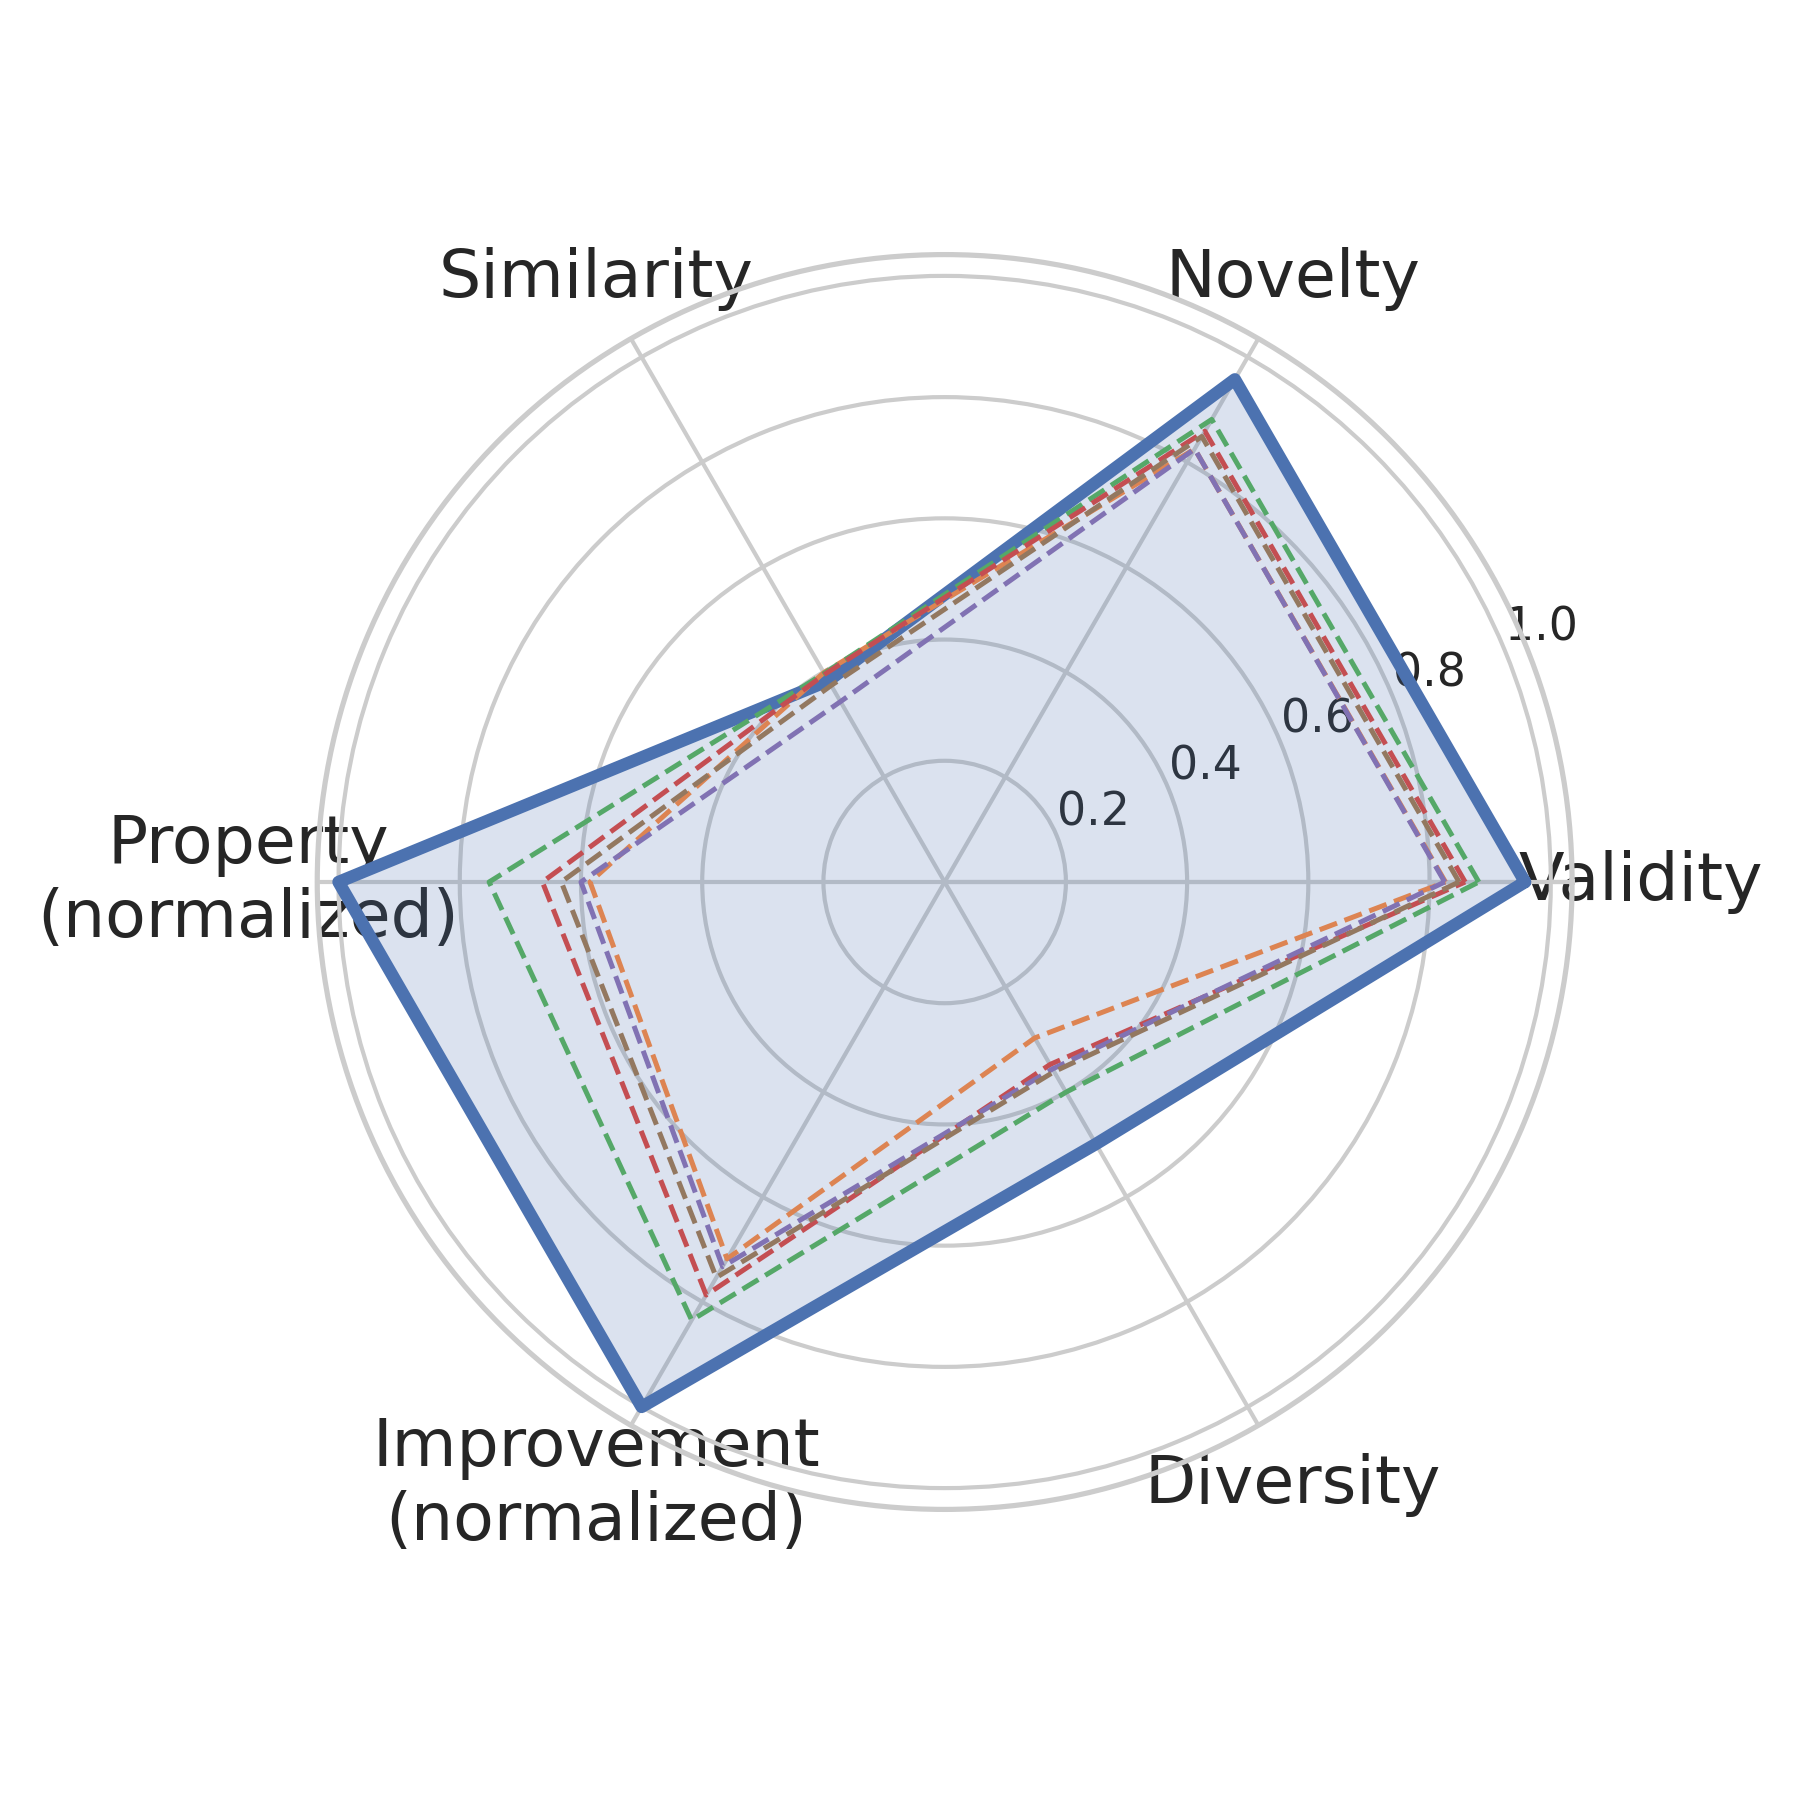 Similarity
Novelty
1.0
0.8
0.6
0.4
0.2
Property
(normalized)
Validity
Improvement
(normalized)
Diversity